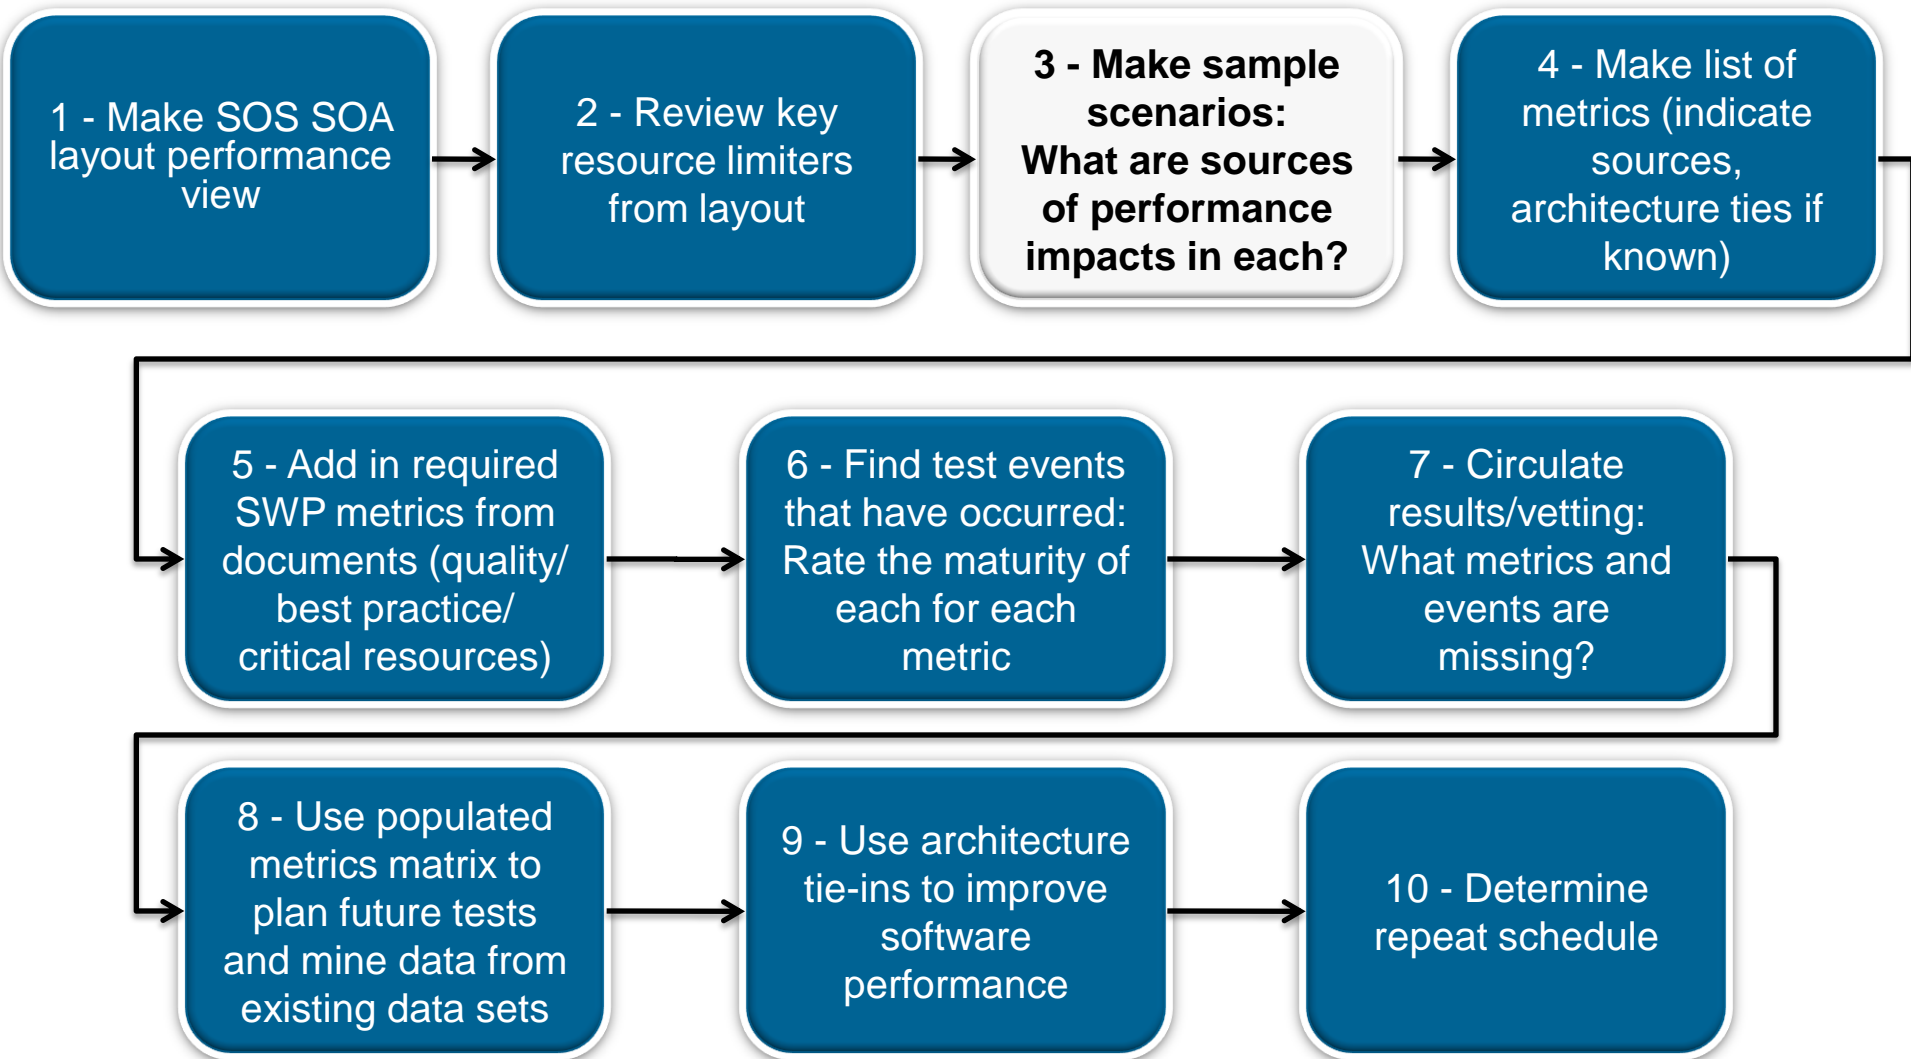 1 - Make SOS SOA
layout performance
view
2 - Review key
resource limiters
from layout
3 - Make sample
scenarios:
What are sources
of performance
impacts in each?
4 - Make list of
metrics (indicate
sources,
architecture ties if
known)
5 - Add in required
SWP metrics from
documents (quality/
best practice/
critical resources)
6 - Find test events
that have occurred:
Rate the maturity of
each for each
metric
7 - Circulate
results/vetting:
What metrics and
events are
missing?
8 - Use populated
metrics matrix to
plan future tests
and mine data from
existing data sets
9 - Use architecture
tie-ins to improve
software
performance
10 - Determine
repeat schedule